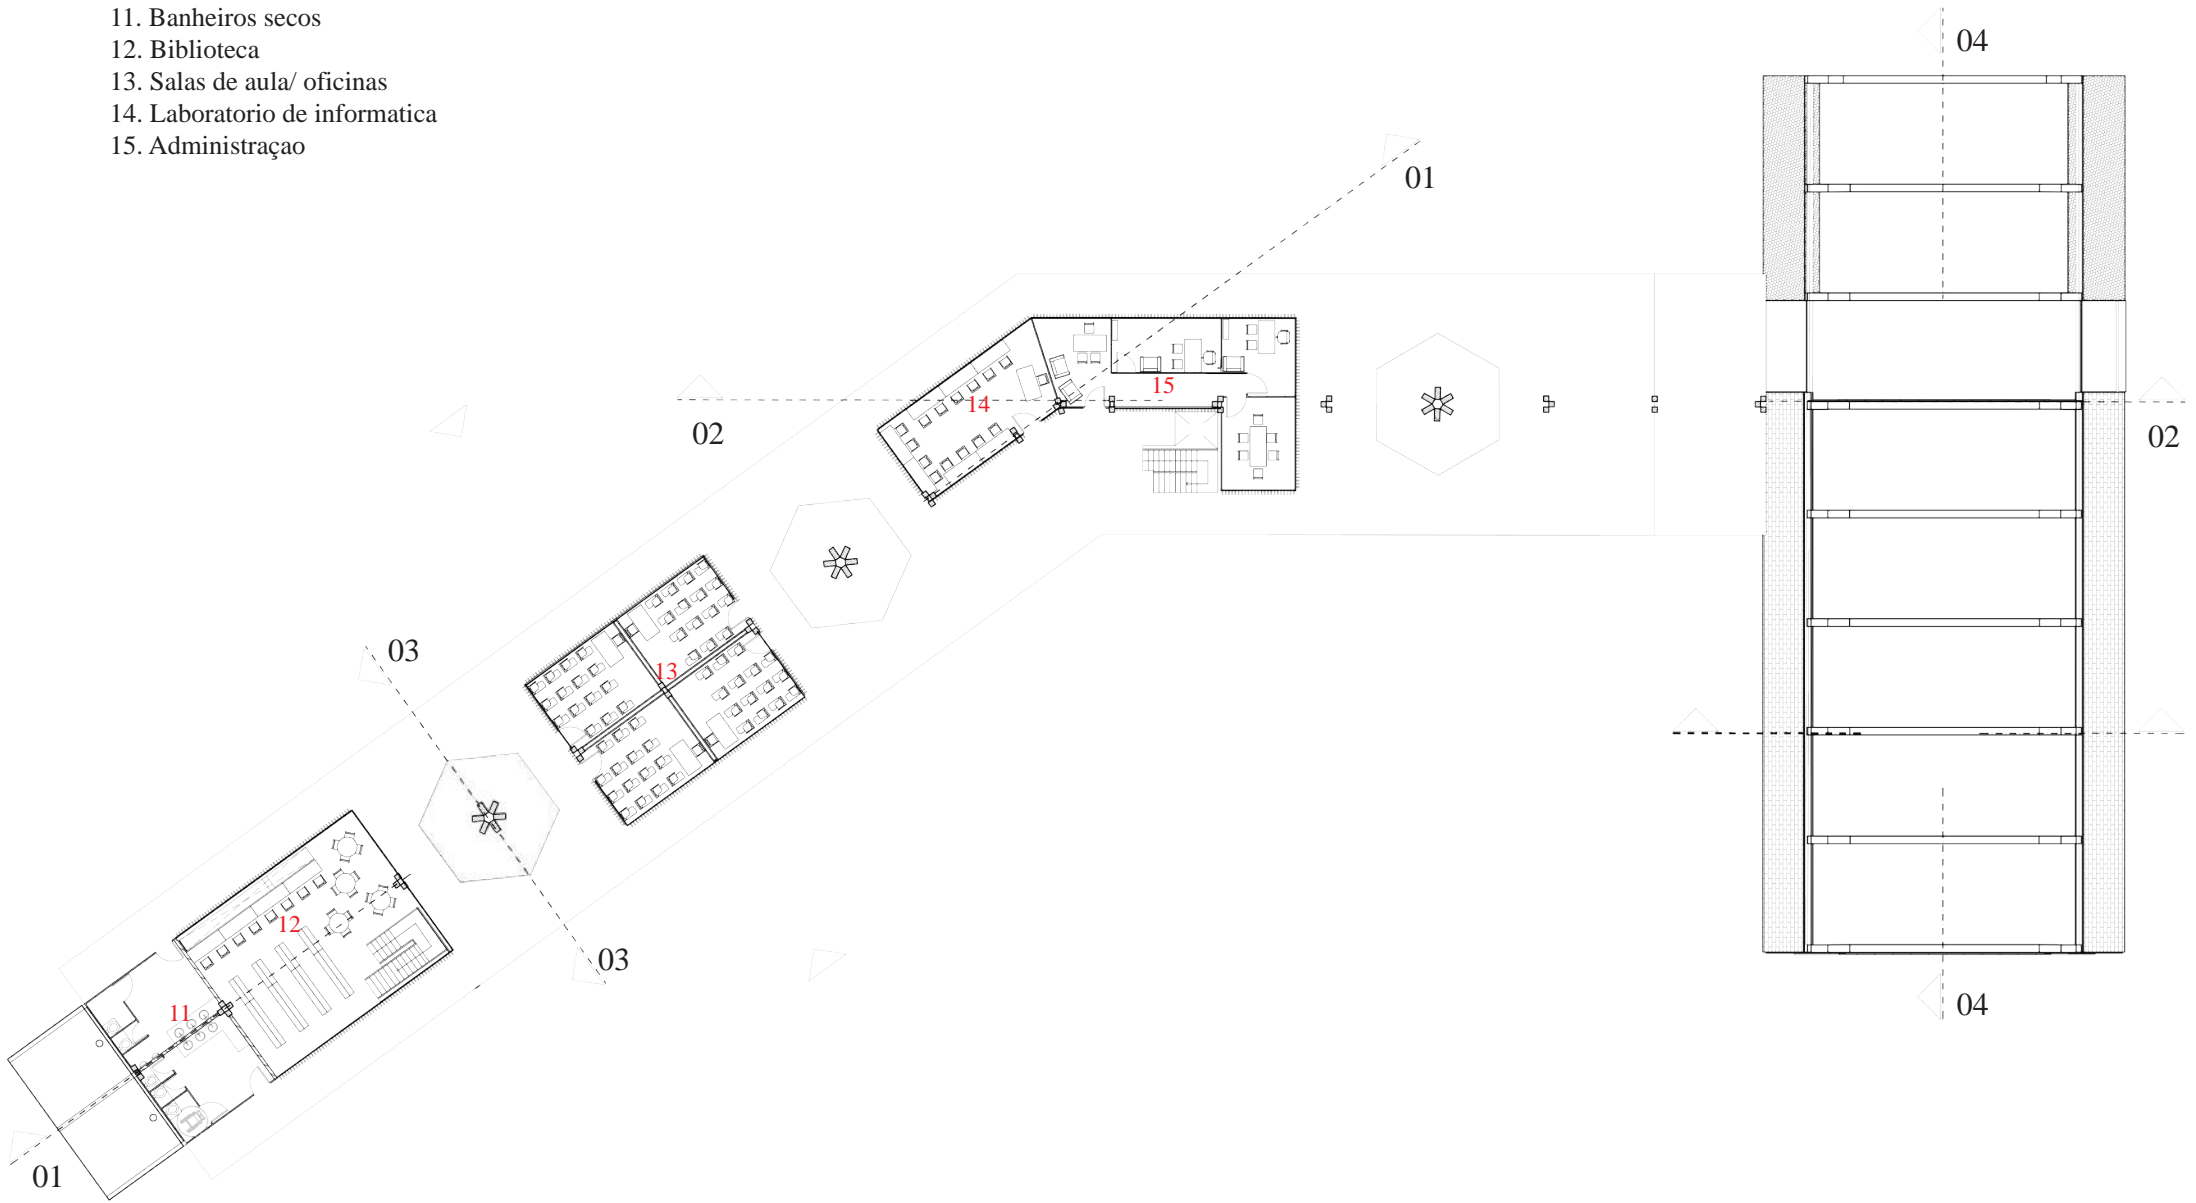 11. Banheiros secos
12. Biblioteca
13. Salas de aula/ oficinas
14. Laboratorio de informatica
15. Administraçao
04
01
15
14
02
02
03
13
12
03
11
04
01